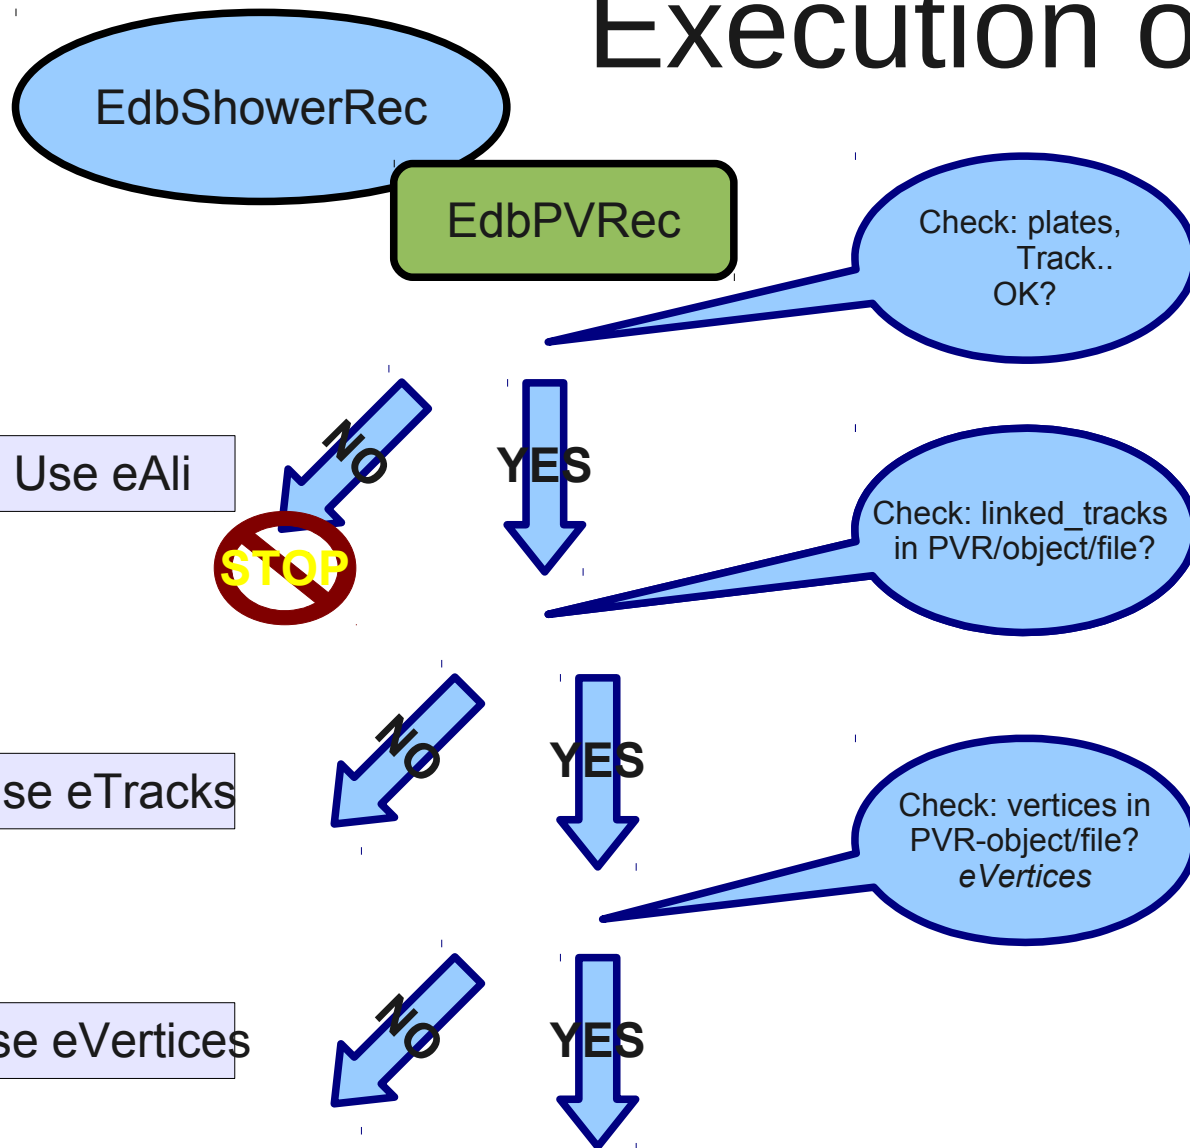 Execution o
EdbShowerRec
EdbPVRec
Check: plates,
Track..
OK?
NO
YES
Use eAli
STOP
Check: linked_tracks
in PVR/object/file?
NO
YES
se eTracks
Check: vertices in
PVR-object/file?
eVertices
NO
YES
se eVertices